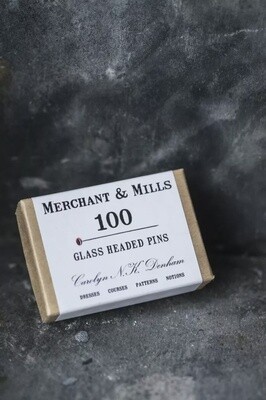 MERCHANT & MILLS
100
GLASS HEADED PINS
Carolyn N.K. Denham
DRESSES COURSES PATTERNS NOTIONS